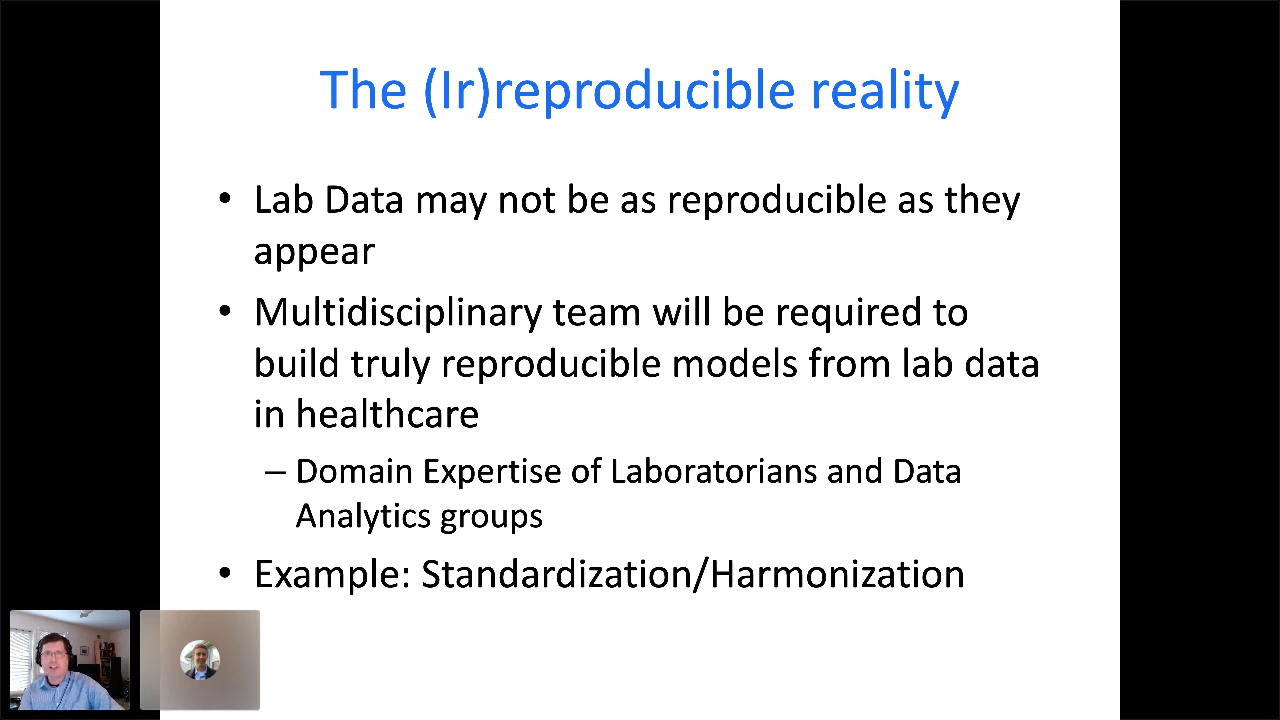 The (Ir)reproducible reality
• Lab Data may not be as reproducible as they
appear
• Multidisciplinary team will be required to
build truly reproducible models from lab data
in healthcare
– Domain Expertise of Laboratorians and Data
Analytics groups
• Example: Standardization/Harmonization